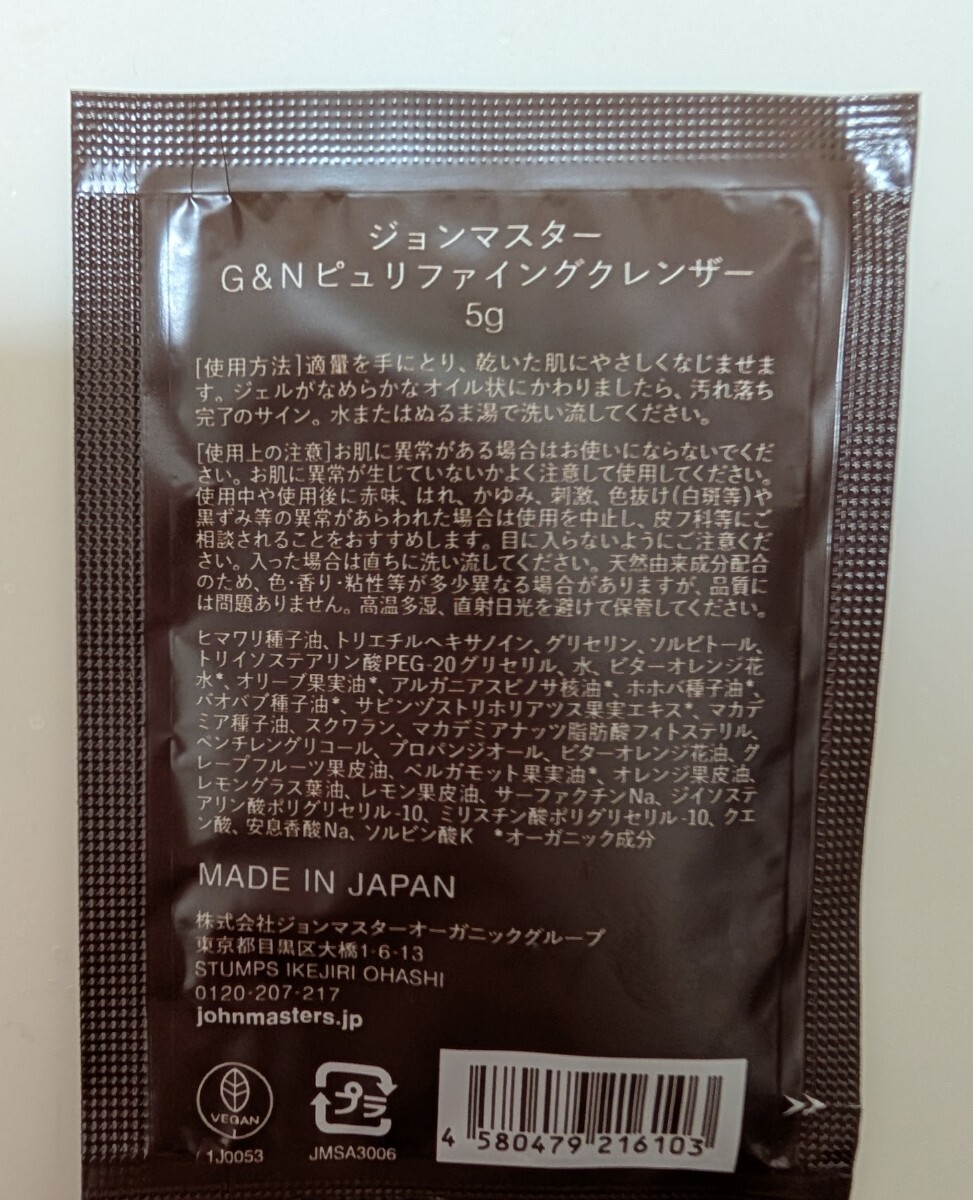 ジョンマスター
G&Nピュリファイングクレンザー
5g
[使用方法]適量を手にとり、乾いた肌にやさしくなじませま
す。ジェルがなめらかなオイル状にかわりましたら、汚れ落ち
完了のサイン。水またはぬるま湯で洗い流してください。
[使用上の注意]お肌に異常がある場合はお使いにならないでくだ
さい。お肌に異常が生じていないかよく注意して使用してください。
使用中や使用後に赤味、はれ、かゆみ、刺激、色抜け(白斑等)や
黒ずみ等の異常があらわれた場合は使用を中止し、皮フ科等にご
相談されることをおすすめします。目に入らないようにご注意くだ
さい。入った場合は直ちに洗い流してください。天然由来成分配合
のため、色・香り・粘性等が多少異なる場合がありますが、品質に
は問題ありません。高温多湿、直射日光を避けて保管してください。
ヒマワリ種子油、トリエチルヘキサノイン、グリセリン、ソルビトール、
トリイソステアリン酸PEG-20グリセリル、水、ビターオレンジ花
水*、オリーブ果実油*、アルガニアスピノサ核油*、ホホバ種子油*、
バオバブ種子油*、サピンヅストリホリアツス果実エキス*、マカデ
ミア種子油、スクワラン、マカデミアナッツ脂肪酸フィトステリル、
ペンチレングリコール、プロパンジオール、ビターオレンジ花油、グ
レープフルーツ果皮油、ベルガモット果実油*、オレンジ果皮油、
レモングラス葉油、レモン果皮油、サーファクチンNa、ジイソステ
アリン酸ポリグリセリル-10、ミリスチン酸ポリグリセリル-10、クエ
ン酸、安息香酸Na、ソルビン酸K *オーガニック成分
MADE IN JAPAN
株式会社ジョンマスターオーガニックグループ
東京都目黒区大橋1-6-13
STUMPS IKEJIRI OHASHI
0120-207-217
johnmasters.jp
VEGAN
プラ
1J0053
JMSA3006
4 580479 216103